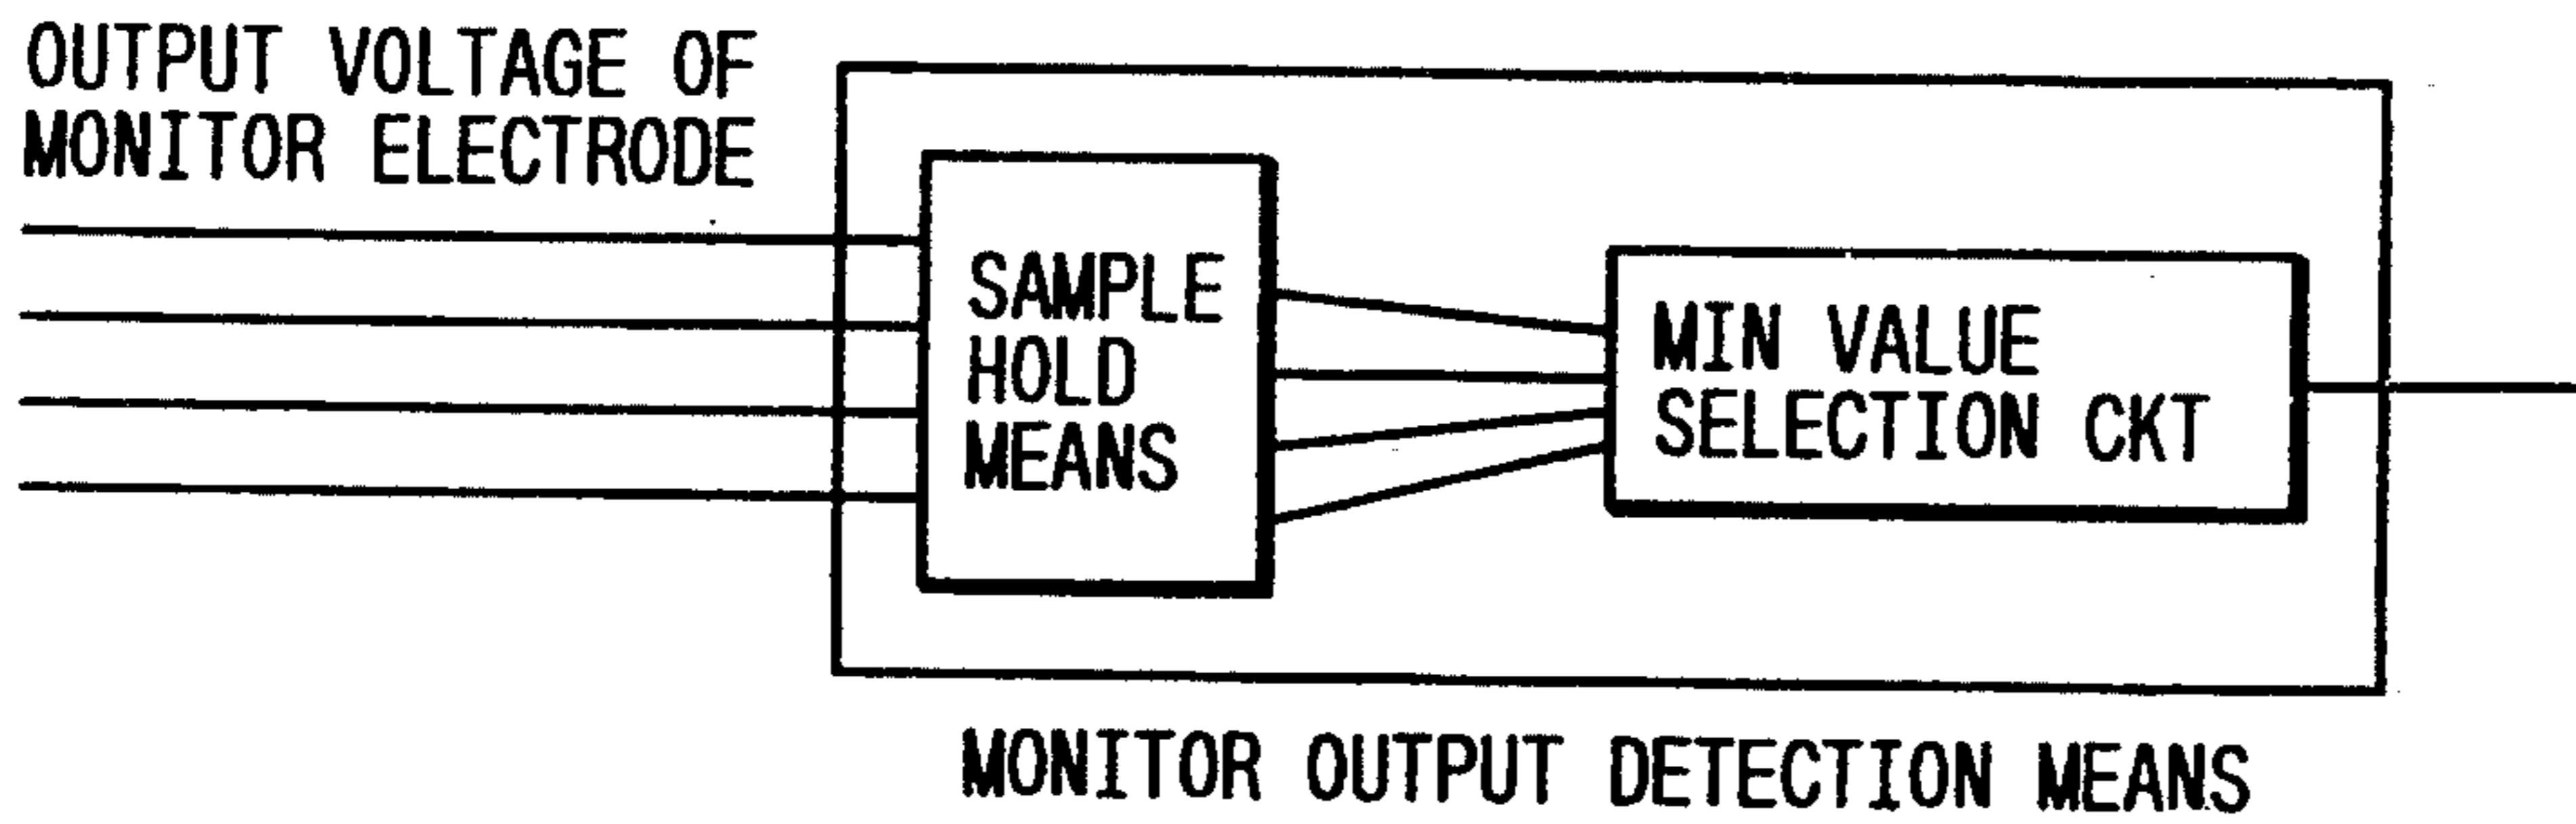 OUTPUT VOLTAGE OF
MONITOR ELECTRODE
SAMPLE
HOLD
MEANS
MIN VALUE
SELECTION CKT
MONITOR OUTPUT DETECTION MEANS